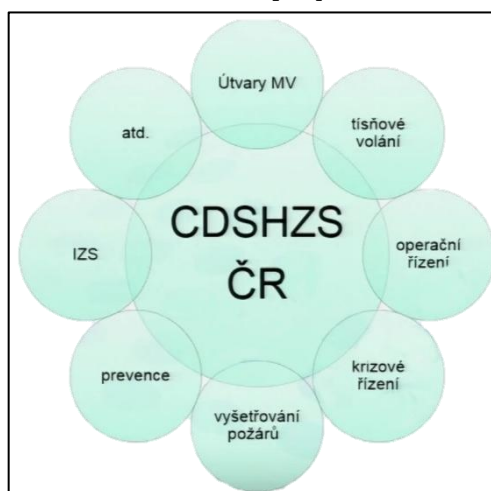 Útvary MV
tísňové
volání
operační
řízení
krizové
řízení
vyšetřování
požárů
prevence
IZS
atd.
CDSHZS
ČR